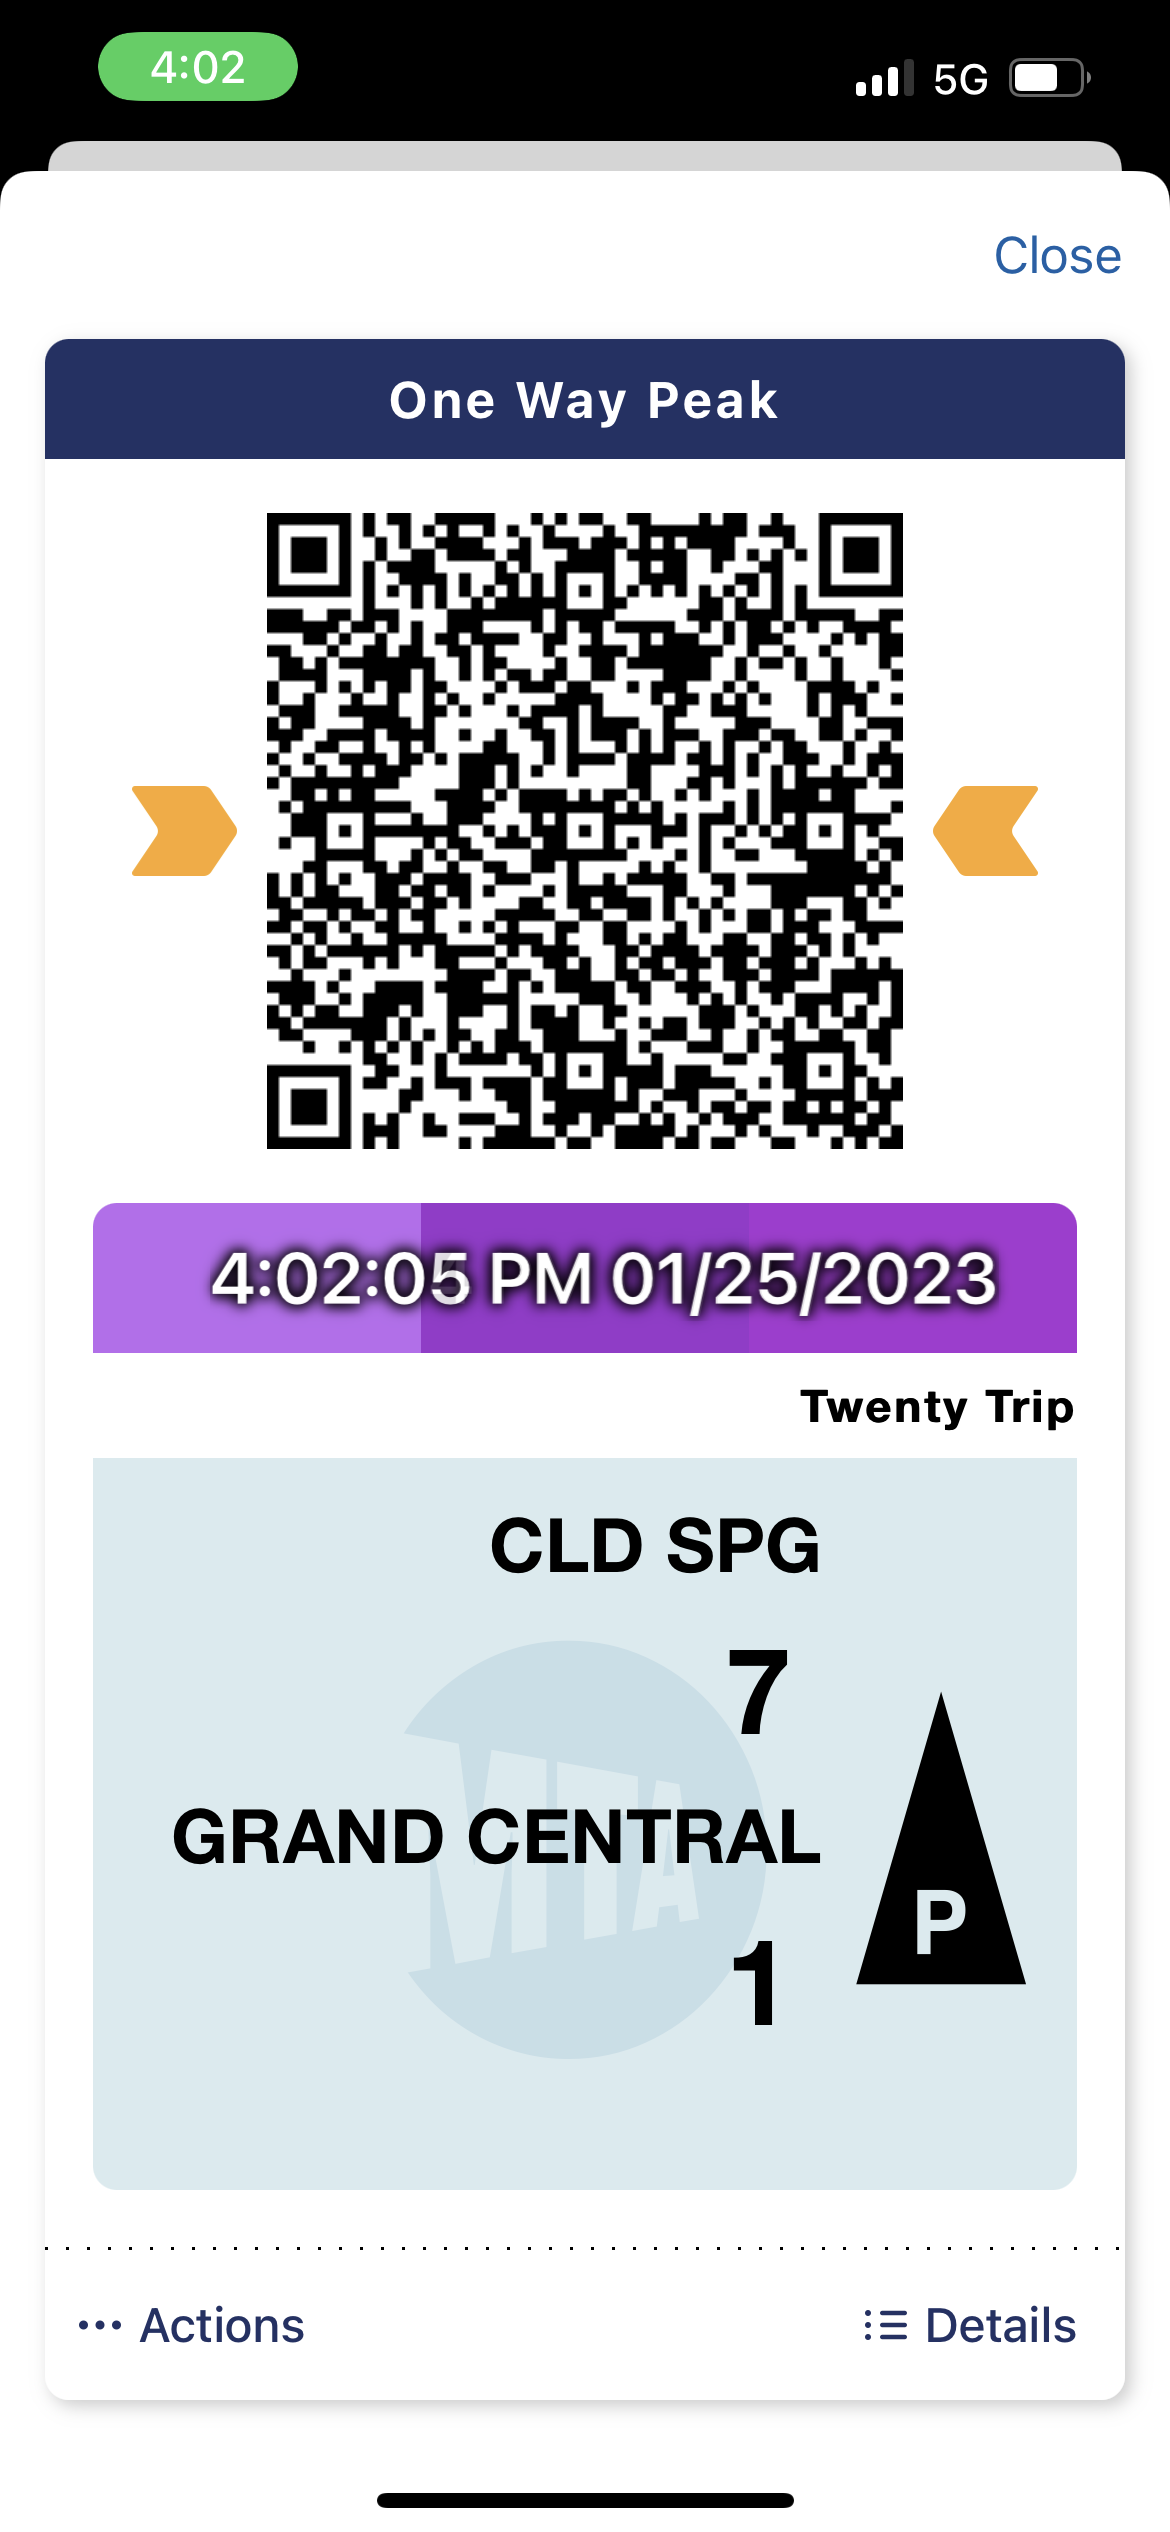 4:02
5G
Close
One Way Peak
4:02:05 PM 01/25/2023
Twenty Trip
CLD SPG
7
MTA
GRAND CENTRAL
P
1
Actions
Details